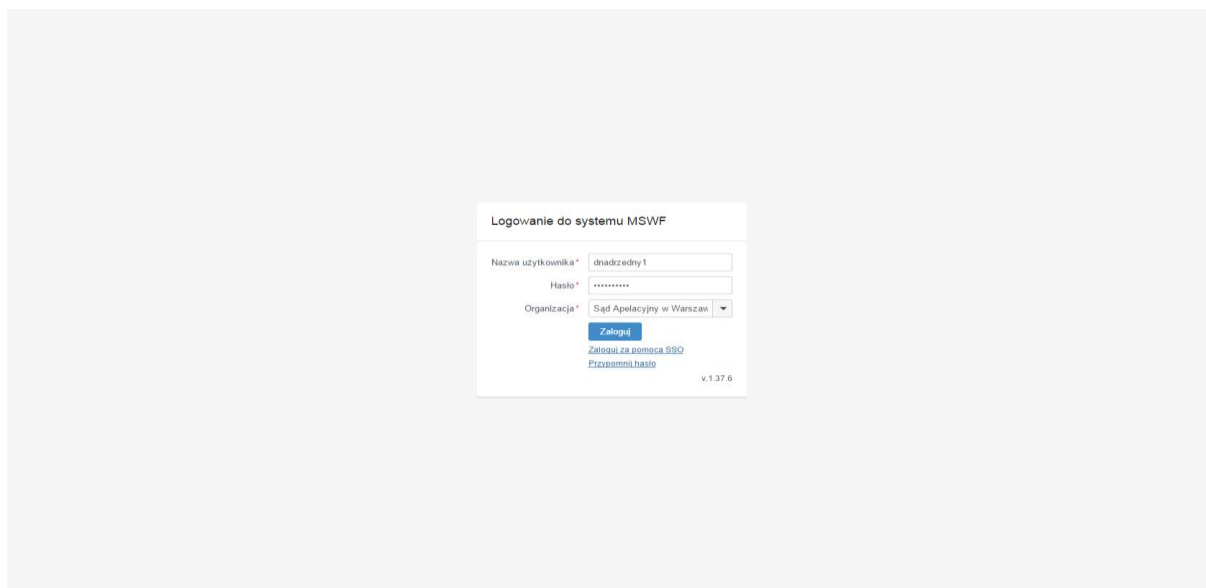 Logowanie do systemu MSWF
Nazwa użytkownika* dnadrzedny1
Hasło* ••••••••••
Organizacja* Sąd Apelacyjny w Warszaw
Zaloguj
Zaloguj za pomocą SSO
Przypomnij hasło
v.1.37.6